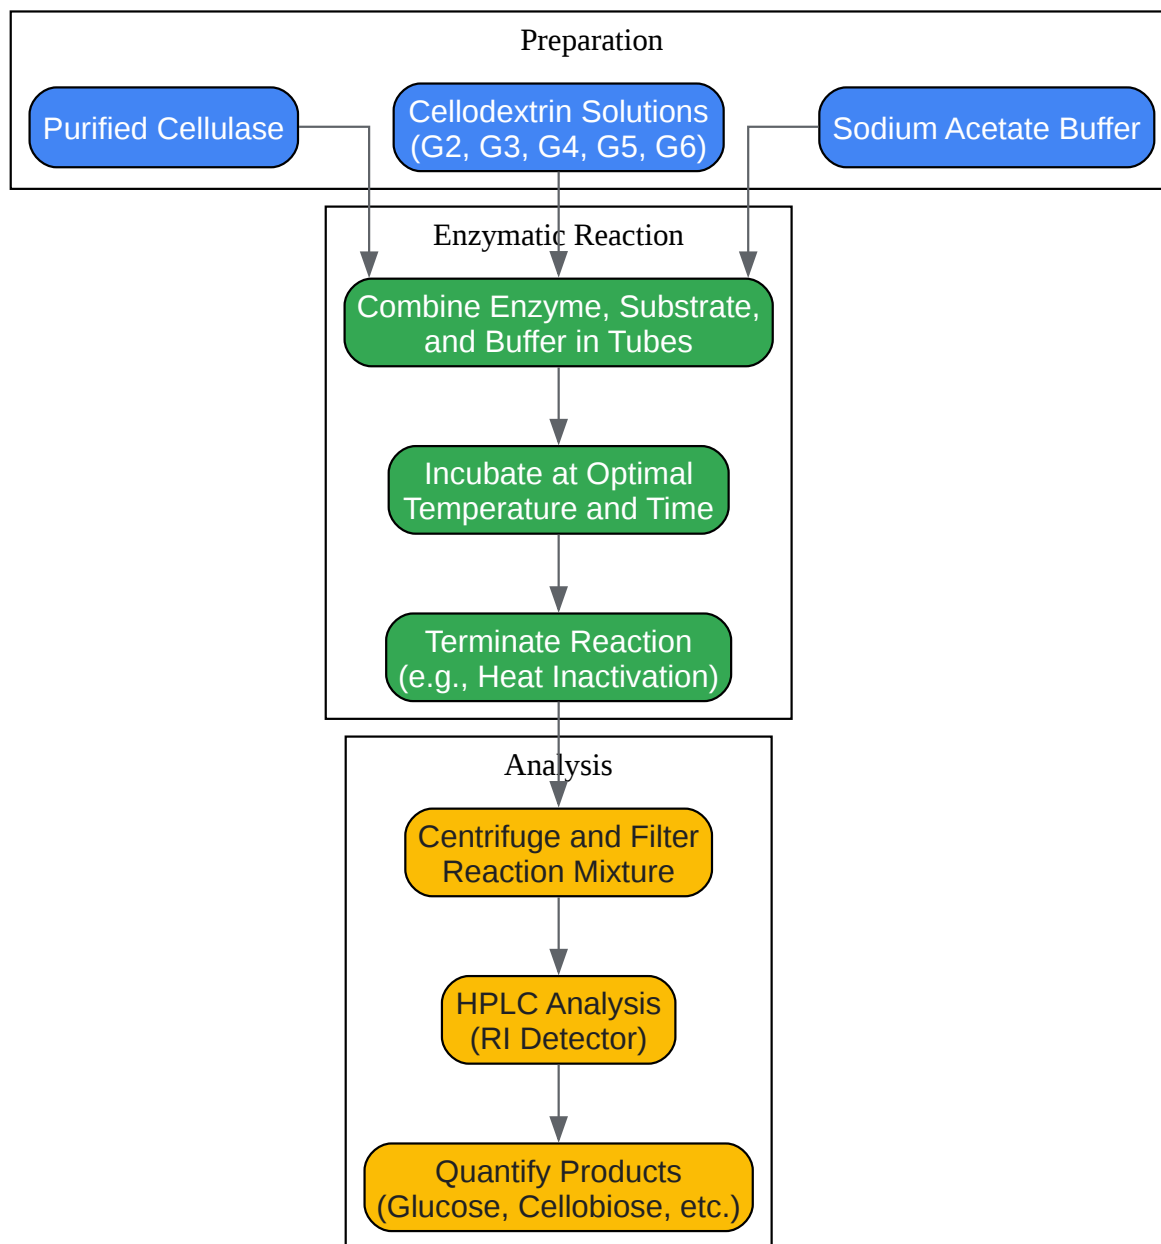 Preparation
Purified Cellulase
Cellodextrin Solutions
(G2, G3, G4, G5, G6)
Sodium Acetate Buffer
Enzymatic Reaction
Combine Enzyme, Substrate,
and Buffer in Tubes
Incubate at Optimal
Temperature and Time
Terminate Reaction
(e.g., Heat Inactivation)
Analysis
Centrifuge and Filter
Reaction Mixture
HPLC Analysis
(RI Detector)
Quantify Products
(Glucose, Cellobiose, etc.)